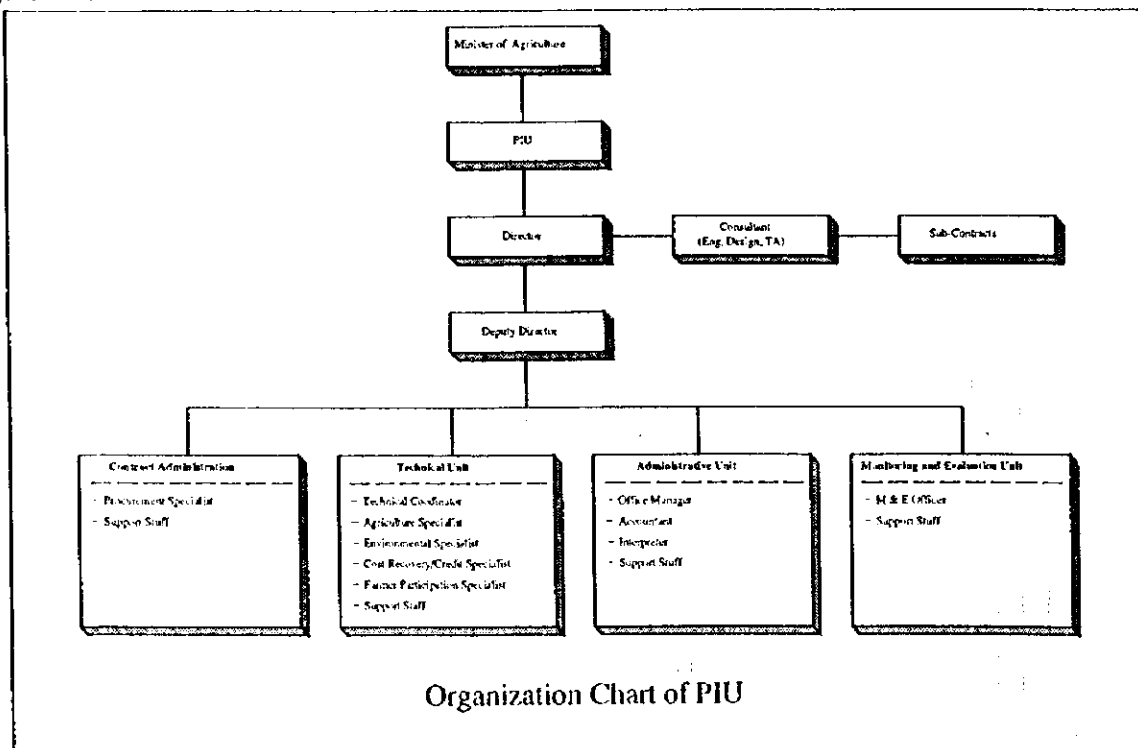 Minister of Agriculture
PIU
Director
Consultant
(Eng, Design, TA)
Sub-Contracts
Deputy Director
Contract Administration
- Procurement Specialist
- Support Staff
Technical Unit
- Technical Coordinator
- Agriculture Specialist
- Environmental Specialist
- Cost Recovery/Credit Specialist
- Farmer Participation Specialist
- Support Staff
Administrative Unit
- Office Manager
- Accountant
- Interpreter
- Support Staff
Monitoring and Evaluation Unit
- M & E Officer
- Support Staff
Organization Chart of PIU